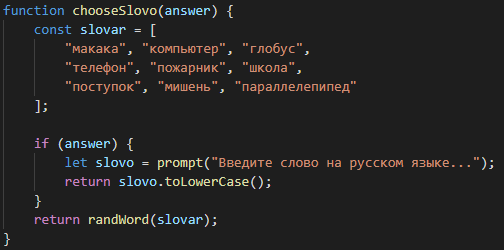 function chooseSlovo(answer) {
    const slovar = [
        "макака", "компьютер", "глобус",
        "телефон", "пожарник", "школа",
        "поступок", "мишень", "параллелепипед"
    ];

    if (answer) {
        let slovo = prompt("Введите слово на русском языке...");
        return slovo.toLowerCase();
    }
    return randWord(slovar);
}